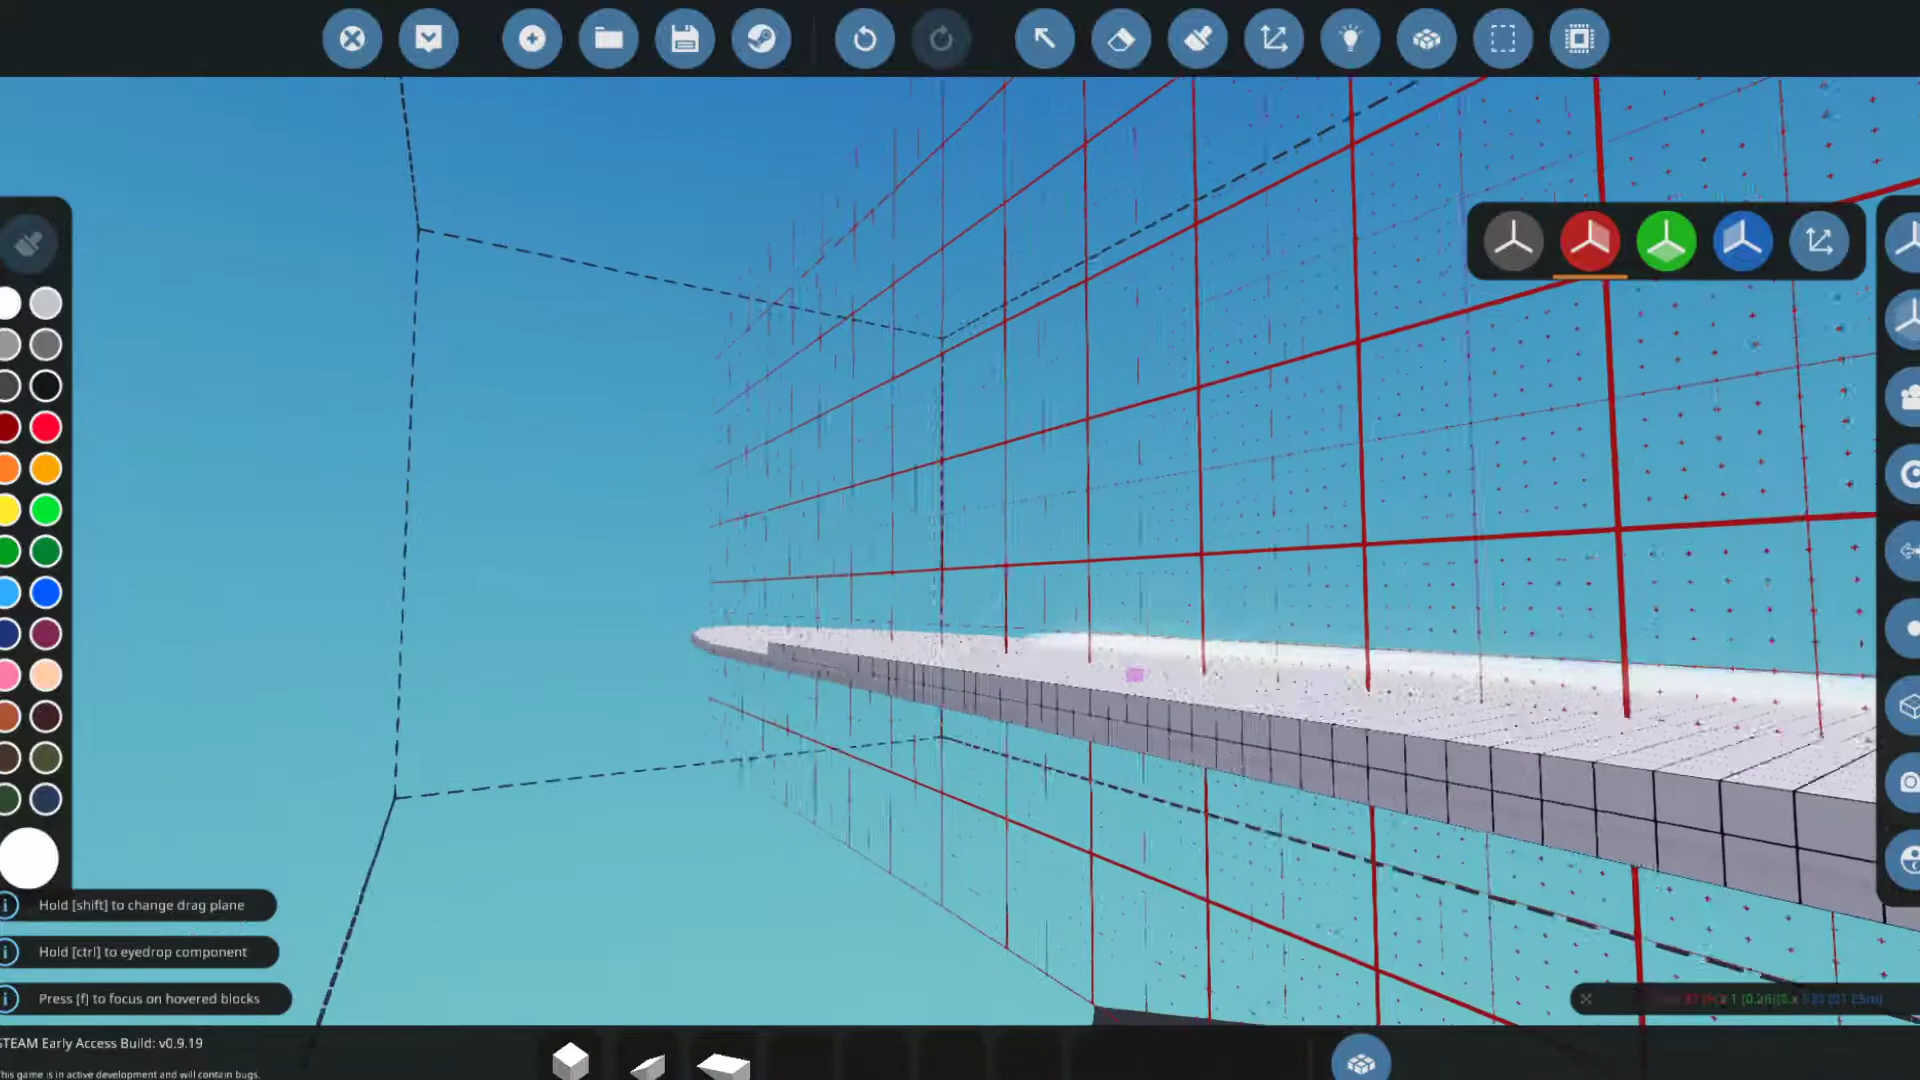 Hold [shift] to change drag plane
Hold [ctrl] to eyedrop component
Press [f] to focus on hovered blocks
STEAM Early Access Build: v0.9.19
This game is in active development and will contain bugs.